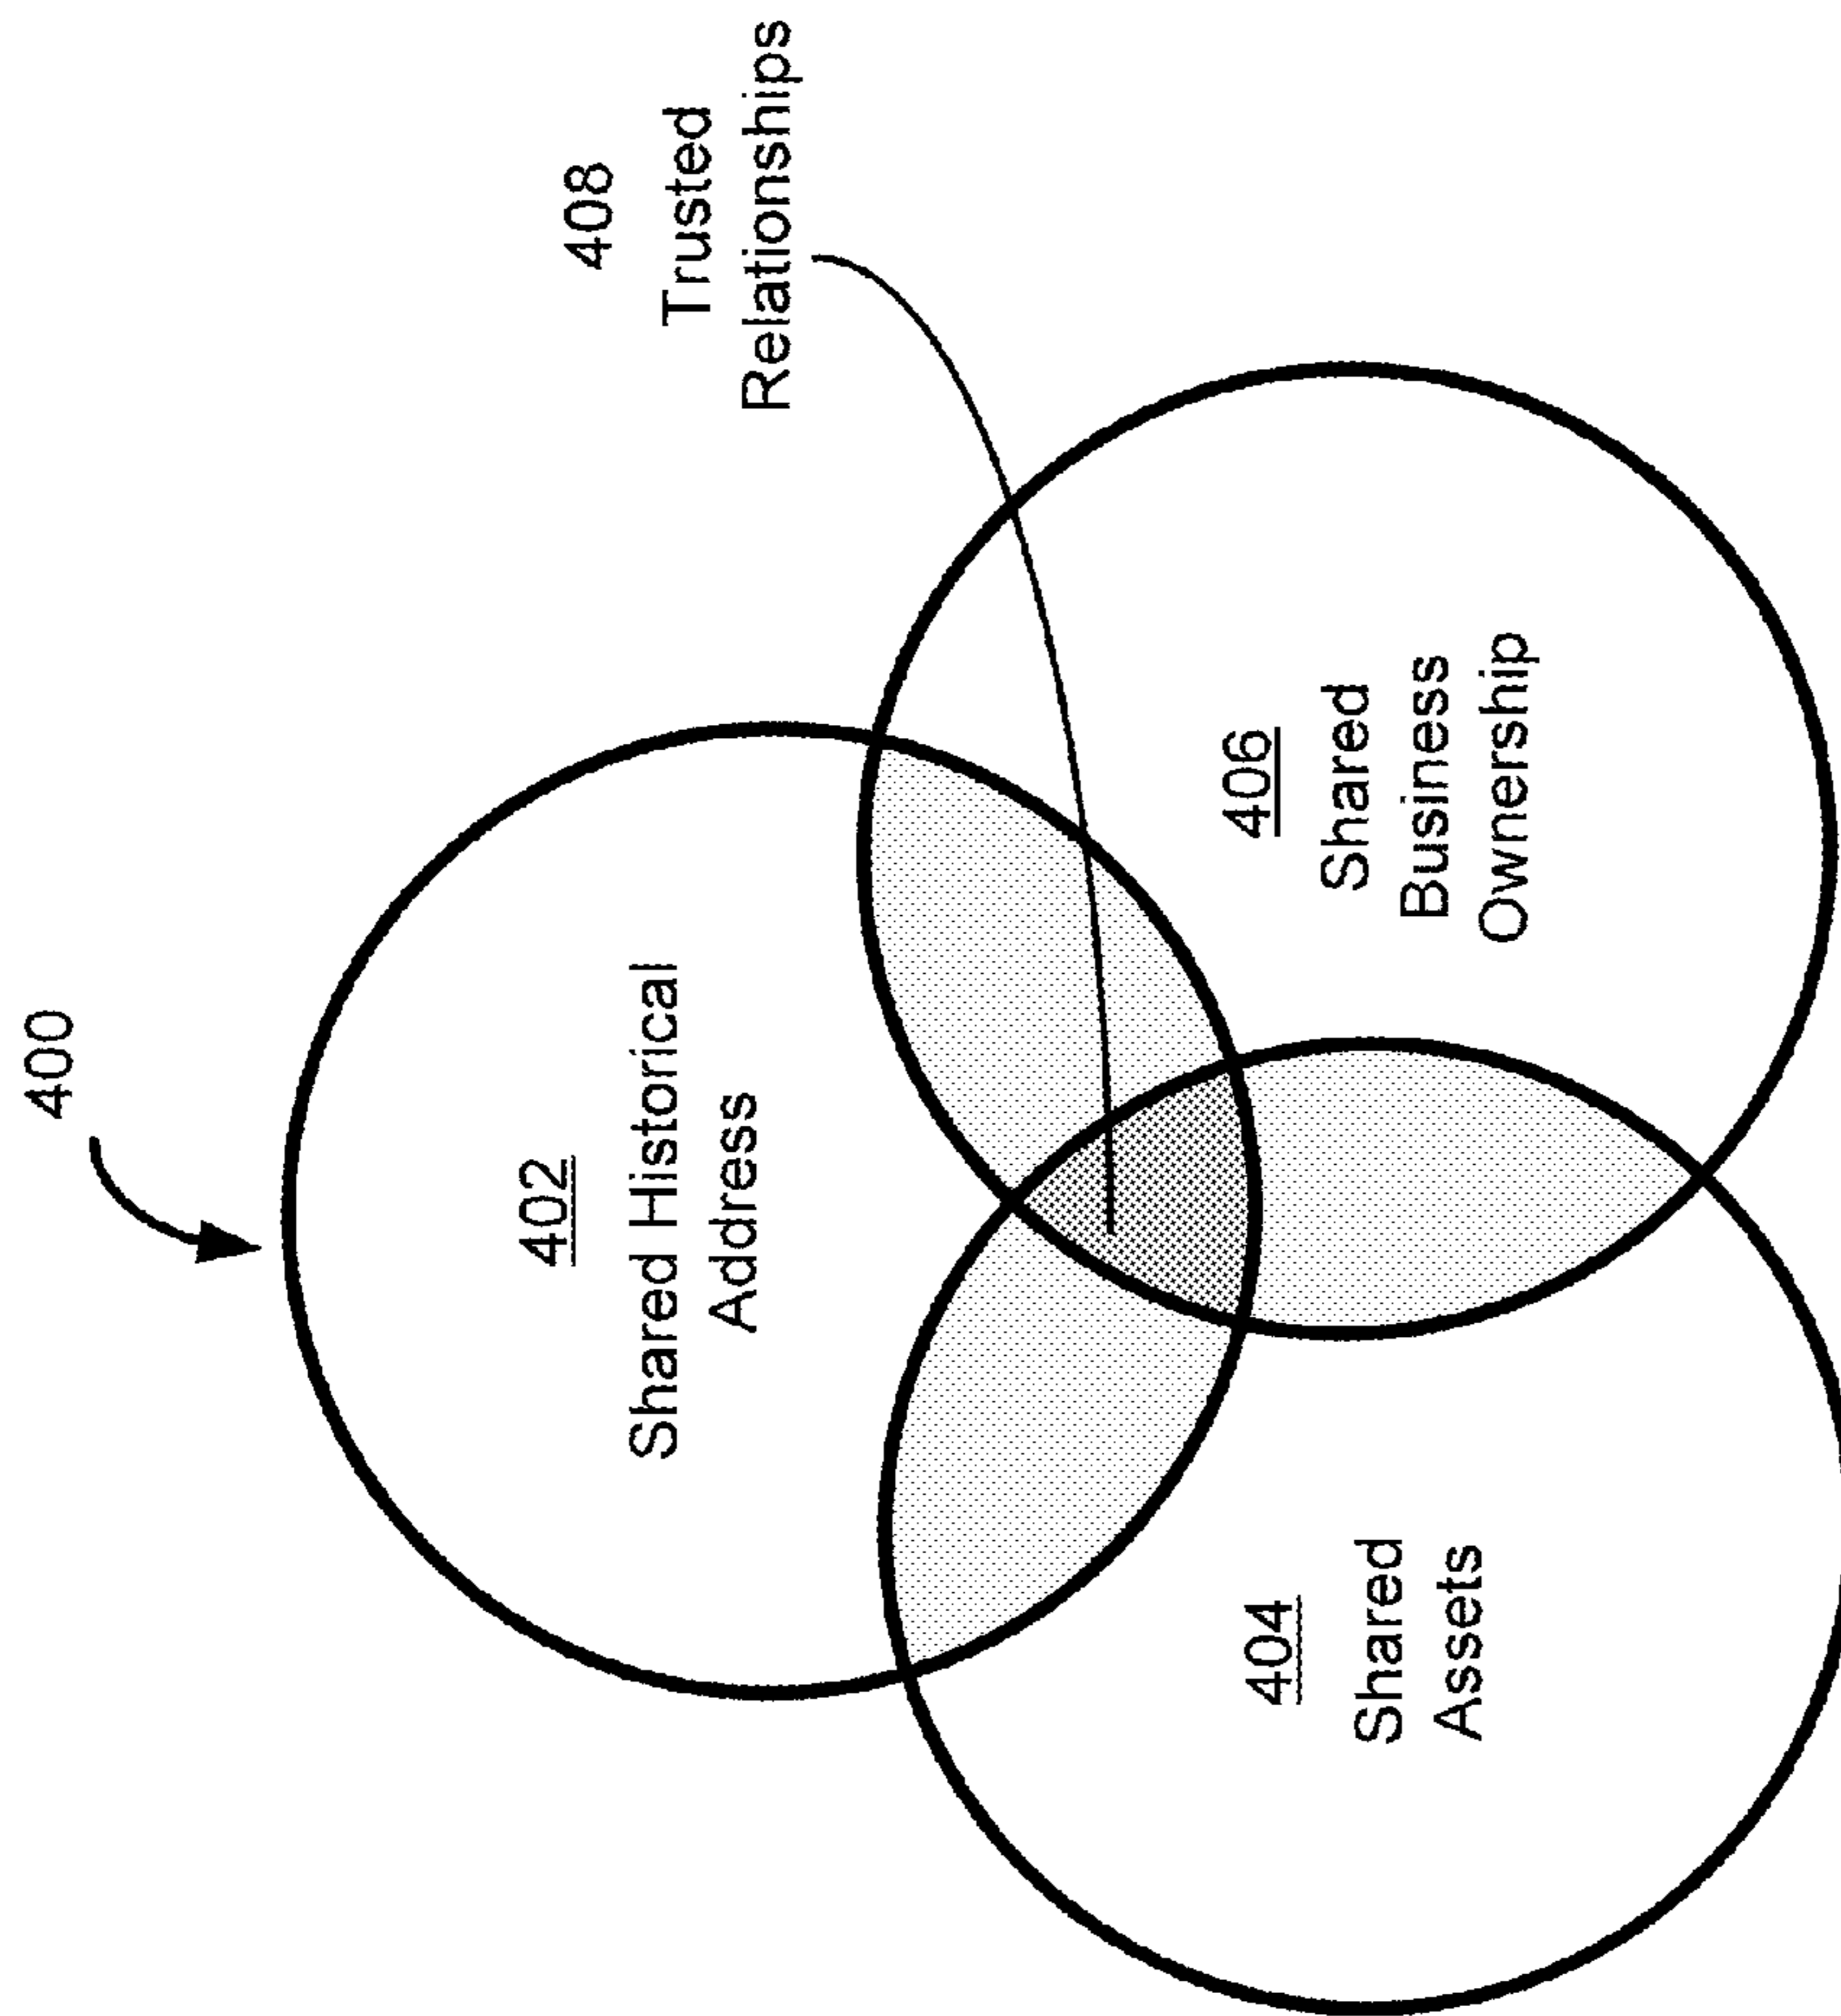 400
402
Shared Historical
Address
408
Trusted
Relationships
404
Shared
Assets
406
Shared
Business
Ownership